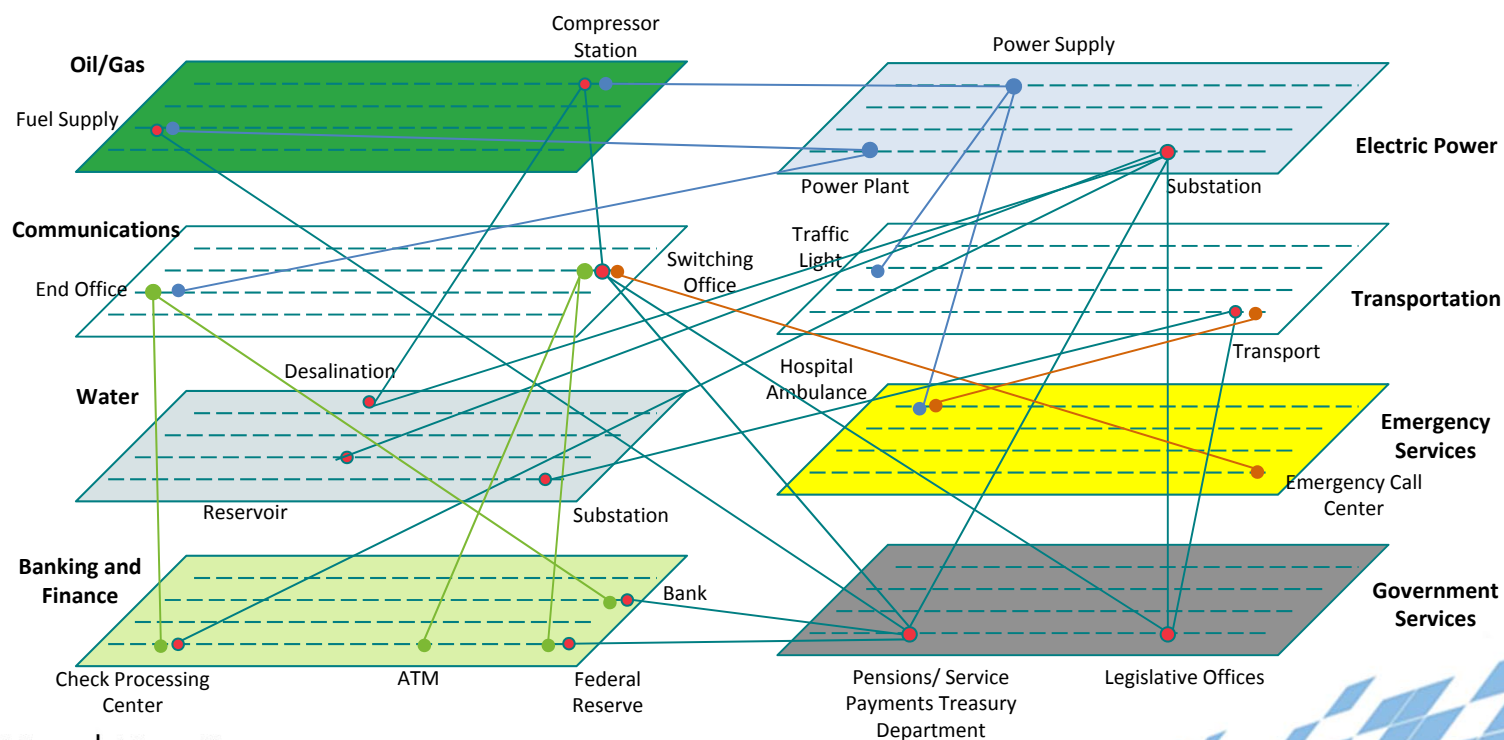 Compressor
Station
Oil/Gas
Power Supply
Fuel Supply
Electric Power
Power Plant
Substation
Communications
Traffic
Light
Switching
Office
End Office
Transportation
Transport
Desalination
Hospital
Ambulance
Water
Emergency
Services
Emergency Call
Center
Reservoir
Substation
Banking and
Finance
Bank
Government
Services
Check Processing
Center
ATM
Federal
Reserve
Pensions/ Service
Payments Treasury
Department
Legislative Offices